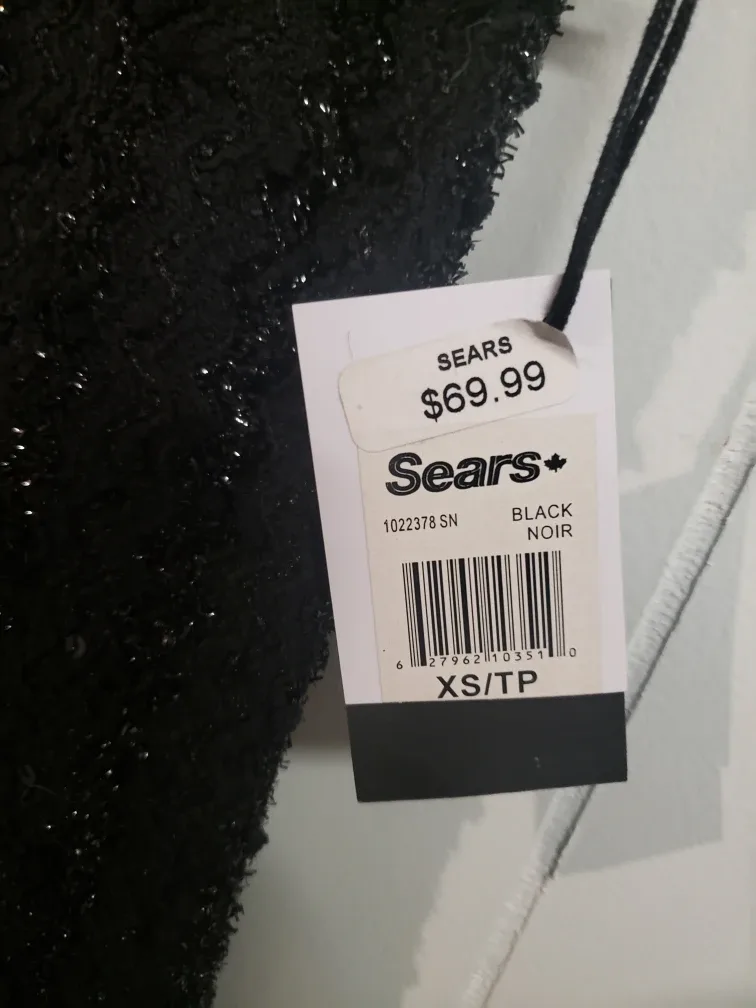 SEARS
$69.99
Sears
1022378 SN BLACK
NOIR
6 27962 10351 0
XS/TP